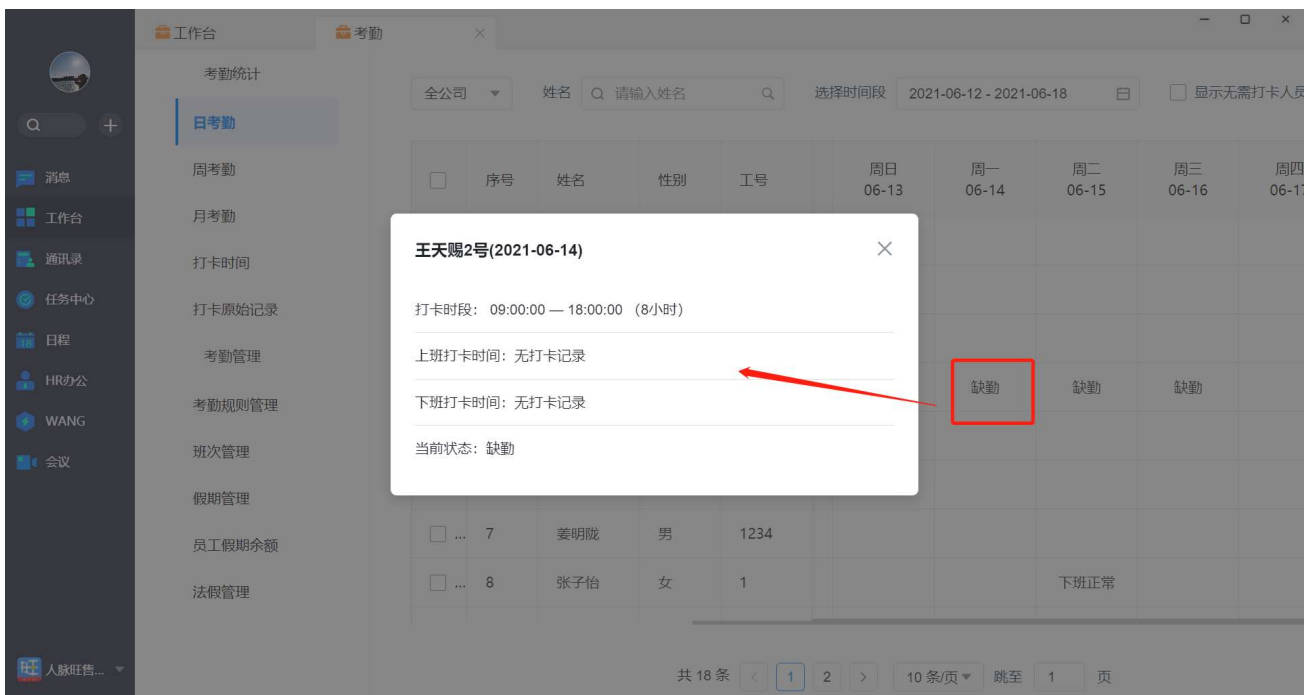 工作台
考勤
考勤统计
日考勤
周考勤
月考勤
打卡时间
打卡原始记录
考勤管理
考勤规则管理
班次管理
假期管理
员工假期余额
法假管理
消息
工作台
通讯录
任务中心
18 日程
HR办公
WANG
会议
旺 人脉旺售...
全公司 姓名 请输入姓名 选择时间段 2021-06-12 - 2021-06-18 显示无需打卡人员
序号 姓名 性别 工号 周日 周一 周二 周三 周四
06-13 06-14 06-15 06-16 06-17
王天赐2号(2021-06-14)
打卡时段： 09:00:00 — 18:00:00 （8小时）
上班打卡时间：无打卡记录
下班打卡时间：无打卡记录
当前状态：缺勤
缺勤 缺勤 缺勤
... 7 姜明陇 男 1234
... 8 张子怡 女 1 下班正常
共 18 条 < 1 2 > 10 条/页 跳至 1 页